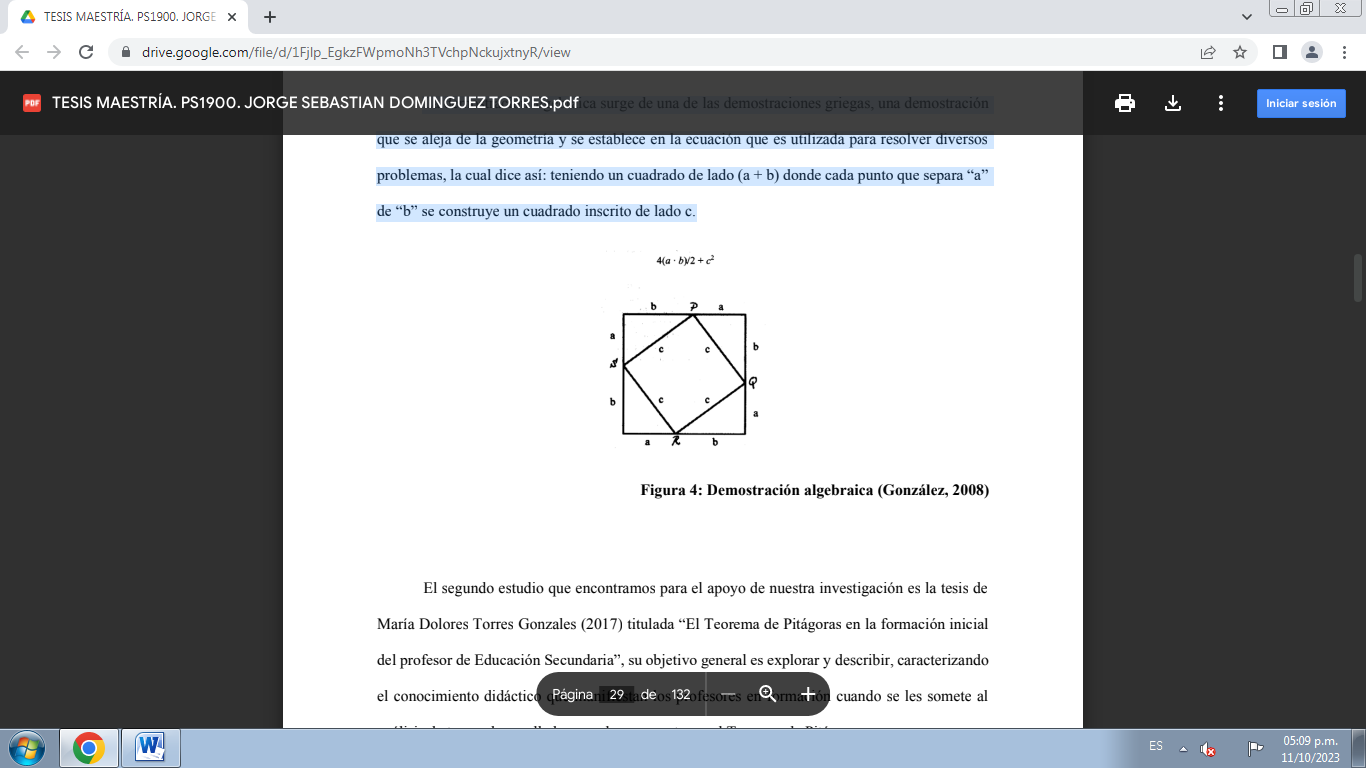 TESIS MAESTRÍA. PS1900. JORGE
drive.google.com/file/d/1Fjlp_EgkzFWpmoNh3TVchpNckujxtnyR/view
PDF TESIS MAESTRÍA. PS1900. JORGE SEBASTIAN DOMINGUEZ TORRES.pdf
Iniciar sesión
surge de una de las demostraciones griegas, una demostración
que se aleja de la geometría y se establece en la ecuación que es utilizada para resolver diversos
problemas, la cual dice así: teniendo un cuadrado de lado (a + b) donde cada punto que separa “a”
de “b” se construye un cuadrado inscrito de lado c.
4(a · b)/2 + c²
b P a
a c c b
S Q
b c c a
a R b
Figura 4: Demostración algebraica (González, 2008)
El segundo estudio que encontramos para el apoyo de nuestra investigación es la tesis de
María Dolores Torres Gonzales (2017) titulada “El Teorema de Pitágoras en la formación inicial
del profesor de Educación Secundaria”, su objetivo general es explorar y describir, caracterizando
el conocimiento didáctico profesores en formación cuando se les somete al
Página 29 de 132
ES
05:09 p.m.
11/10/2023